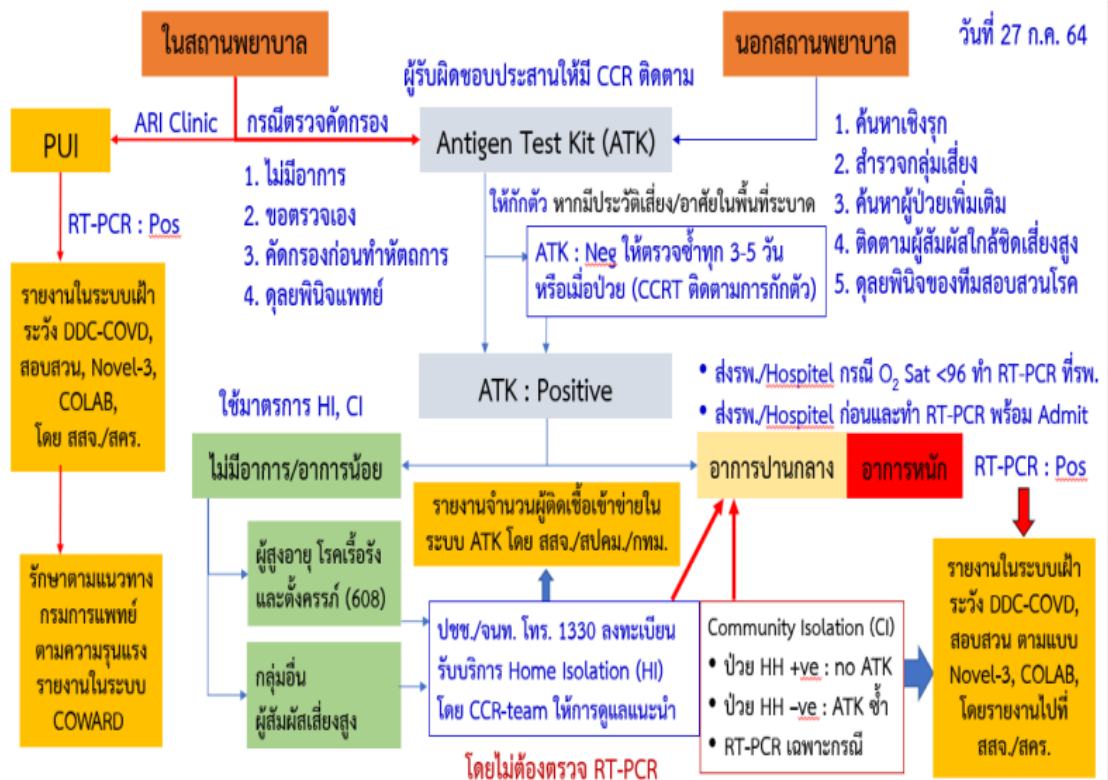 ในสถานพยาบาล
นอกสถานพยาบาล
วันที่ 27 ก.ค. 64
ผู้รับผิดชอบประสานให้มี CCR ติดตาม
PUI
ARI Clinic
กรณีตรวจคัดกรอง
Antigen Test Kit (ATK)
1. ไม่มีอาการ
2. ขอตรวจเอง
3. คัดกรองก่อนทำหัตถการ
4. ดุลยพินิจแพทย์
1. ค้นหาเชิงรุก
2. สำรวจกลุ่มเสี่ยง
3. ค้นหาผู้ป่วยเพิ่มเติม
4. ติดตามผู้สัมผัสใกล้ชิดเสี่ยงสูง
5. ดุลยพินิจของทีมสอบสวนโรค
RT-PCR : Pos
ให้กักตัว หากมีประวัติเสี่ยง/อาศัยในพื้นที่ระบาด
ATK : Neg ให้ตรวจซ้ำทุก 3-5 วัน
หรือเมื่อป่วย (CCRT ติดตามการกักตัว)
รายงานในระบบเฝ้า
ระวัง DDC-COVD,
สอบสวน, Novel-3,
COLAB,
โดย สสจ./สคร.
ATK : Positive
• ส่งรพ./Hospitel กรณี O2 Sat <96 ทำ RT-PCR ที่รพ.
• ส่งรพ./Hospitel ก่อนและทำ RT-PCR พร้อม Admit
ใช้มาตรการ HI, CI
ไม่มีอาการ/อาการน้อย
อาการปานกลาง
อาการหนัก
RT-PCR : Pos
รายงานจำนวนผู้ติดเชื้อเข้าข่ายใน
ระบบ ATK โดย สสจ./สปคม./กทม.
ผู้สูงอายุ โรคเรื้อรัง
และตั้งครรภ์ (608)
กลุ่มอื่น
ผู้สัมผัสเสี่ยงสูง
รักษาตามแนวทาง
กรมการแพทย์
ตามความรุนแรง
รายงานในระบบ
COWARD
ปชช./จนท. โทร. 1330 ลงทะเบียน
รับบริการ Home Isolation (HI)
โดย CCR-team ให้การดูแลแนะนำ
Community Isolation (CI)
• ป่วย HH +ve : no ATK
• ป่วย HH –ve : ATK ซ้ำ
• RT-PCR เฉพาะกรณี
รายงานในระบบเฝ้า
ระวัง DDC-COVD,
สอบสวน ตามแบบ
Novel-3, COLAB,
โดยรายงานไปที่
สสจ./สคร.
โดยไม่ต้องตรวจ RT-PCR